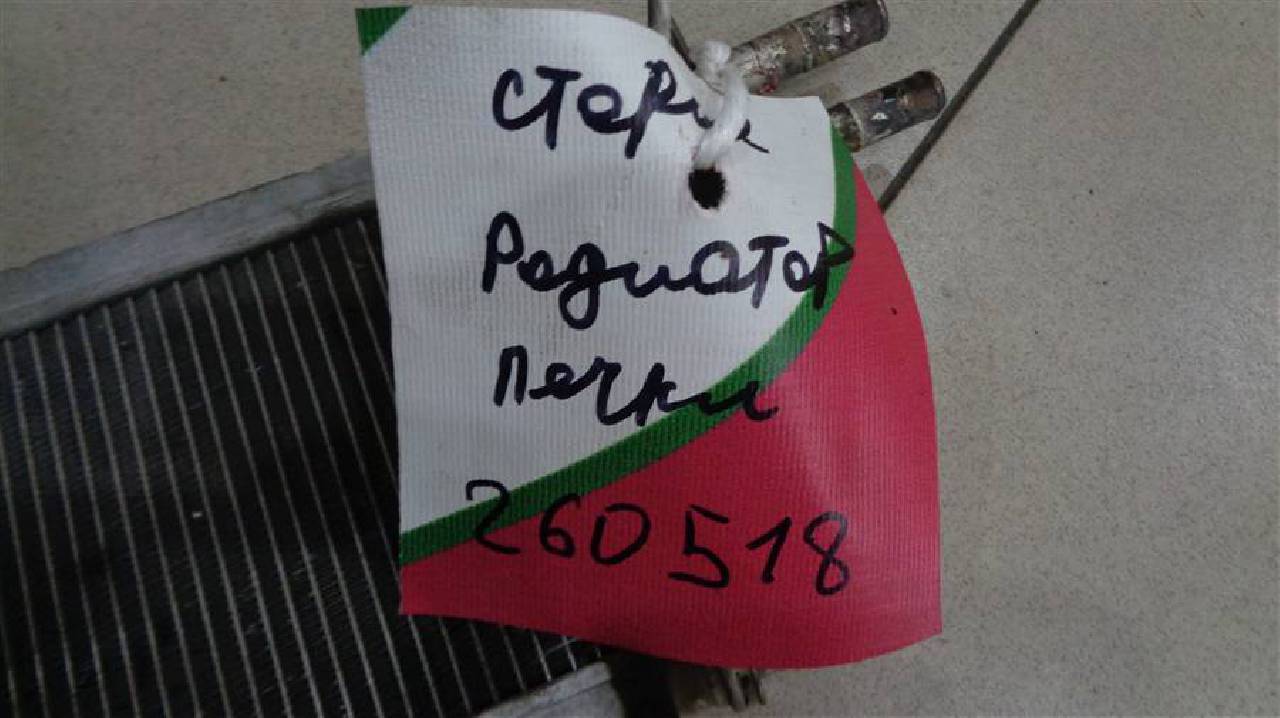 Радиатор
печки
260518